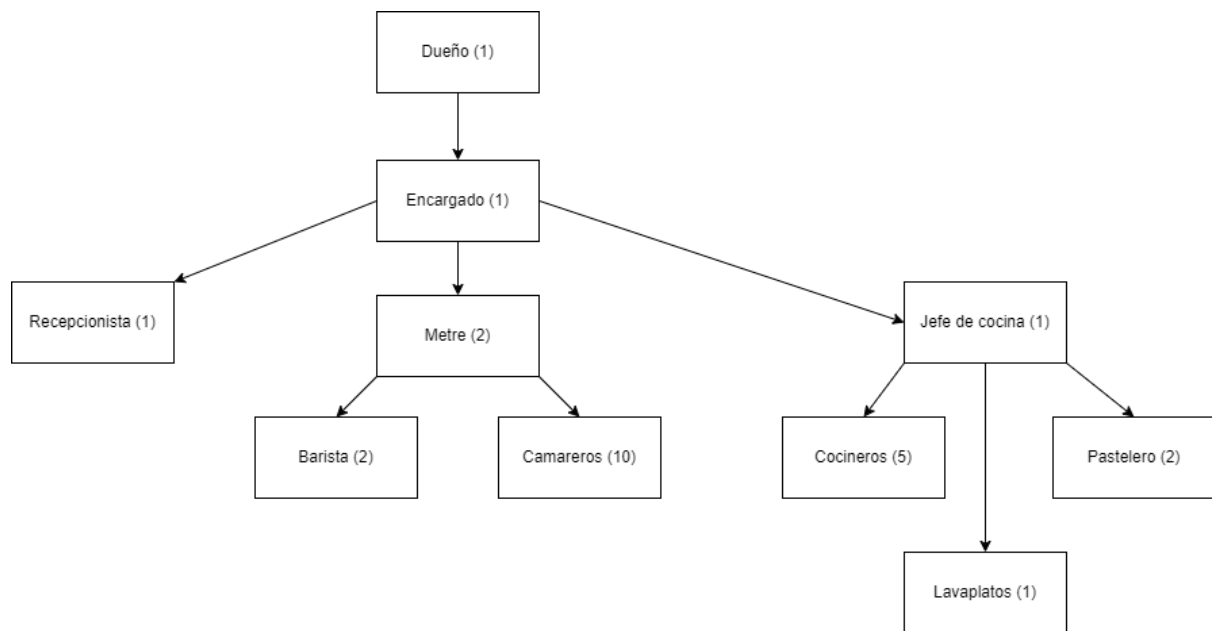 Dueño (1)
Encargado (1)
Recepcionista (1)
Metre (2)
Jefe de cocina (1)
Barista (2)
Camareros (10)
Cocineros (5)
Pastelero (2)
Lavaplatos (1)